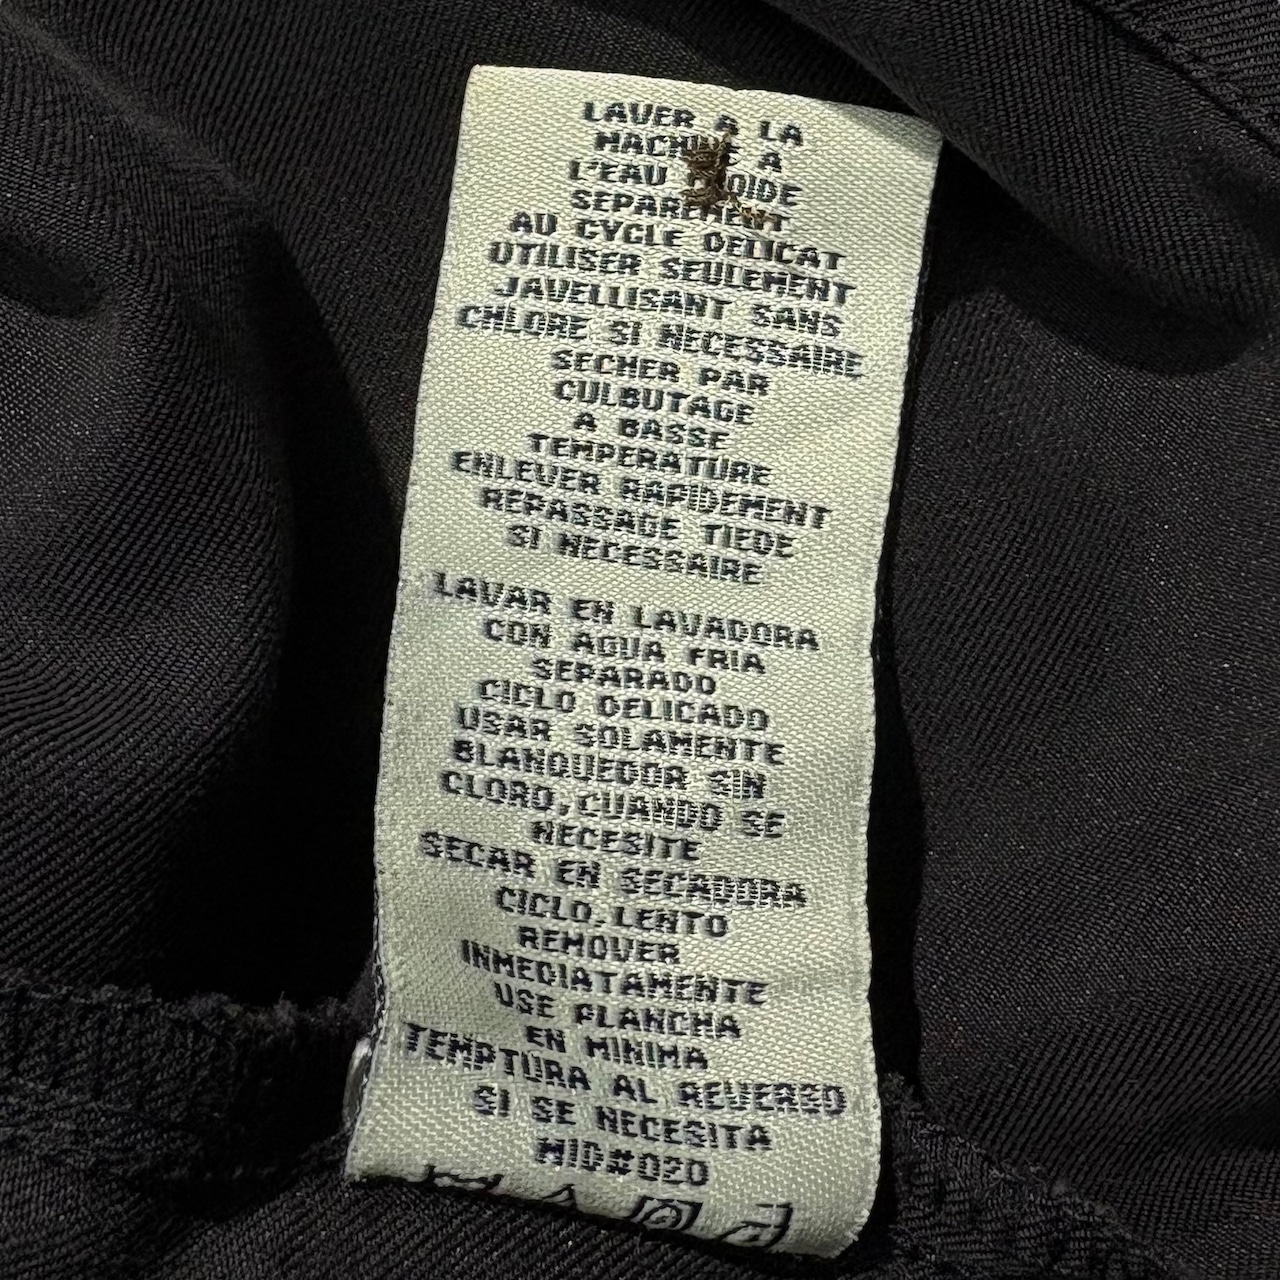 LAVER A LA
MACHINE A
L'EAU FROIDE
SEPAREMENT
AU CYCLE DELICAT
UTILISER SEULEMENT
JAVELLISANT SANS
CHLORE SI NECESSAIRE
SECHER PAR
CULBUTAGE
A BASSE
TEMPERATURE
ENLEVER RAPIDEMENT
REPASSAGE TIEDE
SI NECESSAIRE
LAVAR EN LAVADORA
CON AGUA FRIA
SEPARADO
CICLO DELICADO
USAR SOLAMENTE
BLANQUEDOR SIN
CLORO,CUANDO SE
NECESITE
SECAR EN SECADORA
CICLO,LENTO
REMOVER
INMEDIATAMENTE
USE PLANCHA
EN MINIMA
TEMPTURA AL REVERSO
SI SE NECESITA
MID#020